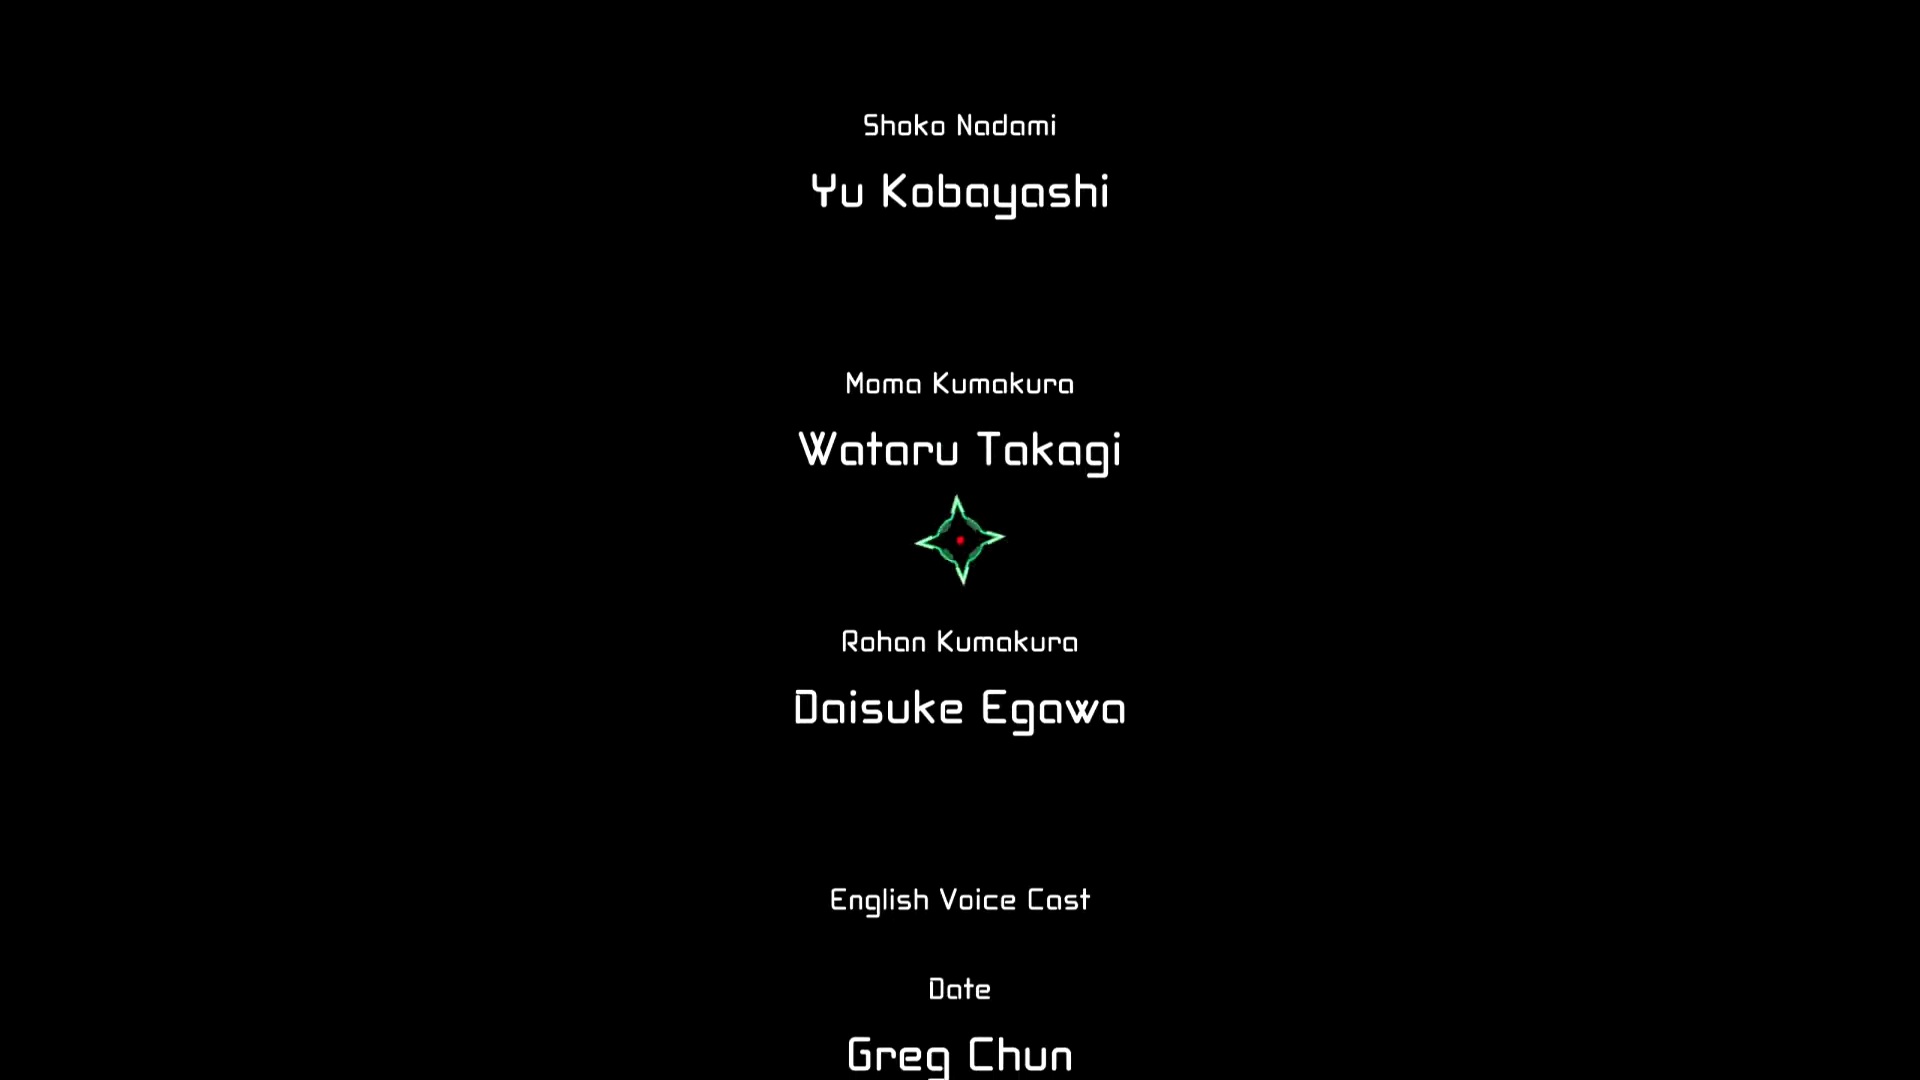 Shoko Nadami
Yu Kobayashi
Moma Kumakura
Wataru Takagi
Rohan Kumakura
Daisuke Egawa
English Voice Cast
Date
Greg Chun